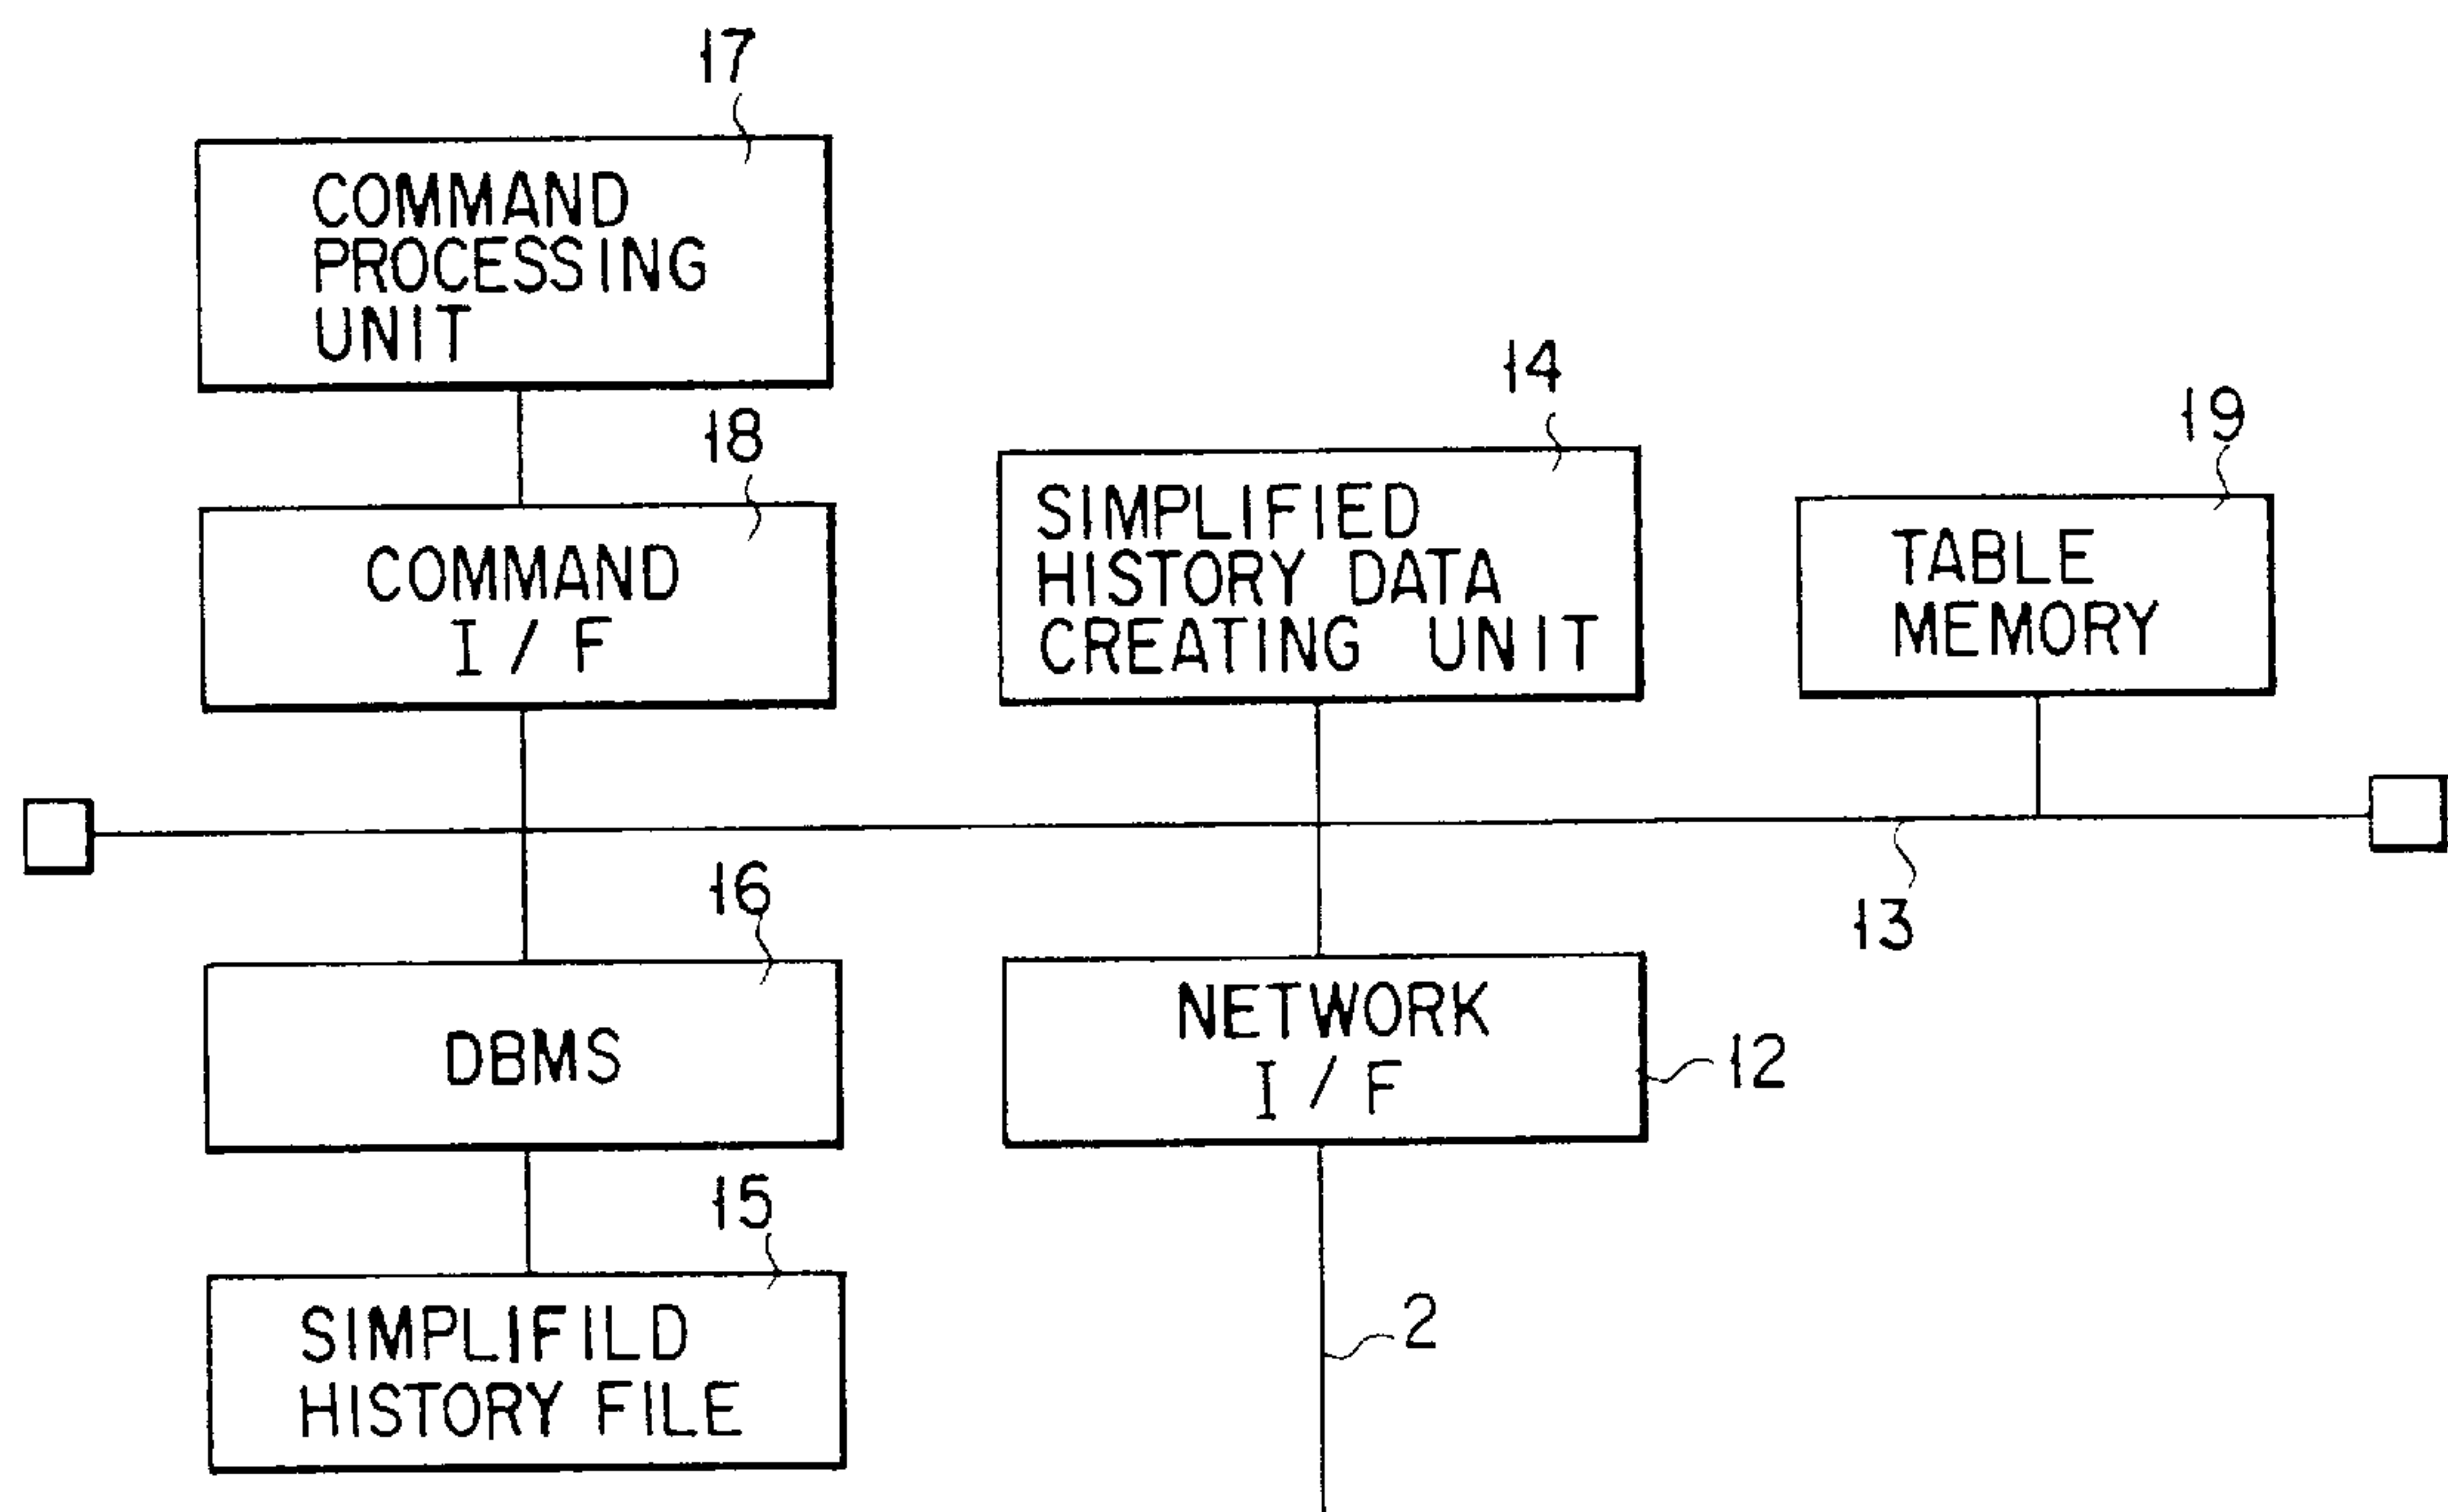 17
COMMAND
PROCESSING
UNIT
18
COMMAND
I/F
14
SIMPLIFIED
HISTORY DATA
CREATING UNIT
19
TABLE
MEMORY
13
16
DBMS
NETWORK
I/F
12
15
SIMPLIFILD
HISTORY FILE
2